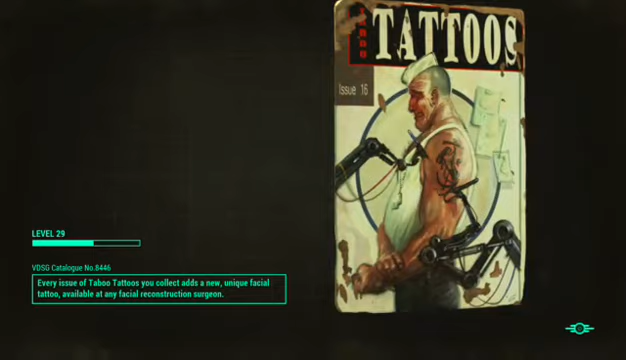 TABOO
TATTOOS
Issue 16
LEVEL 29
VDSG Catalogue No.8446
Every issue of Taboo Tattoos you collect adds a new, unique facial
tattoo, available at any facial reconstruction surgeon.